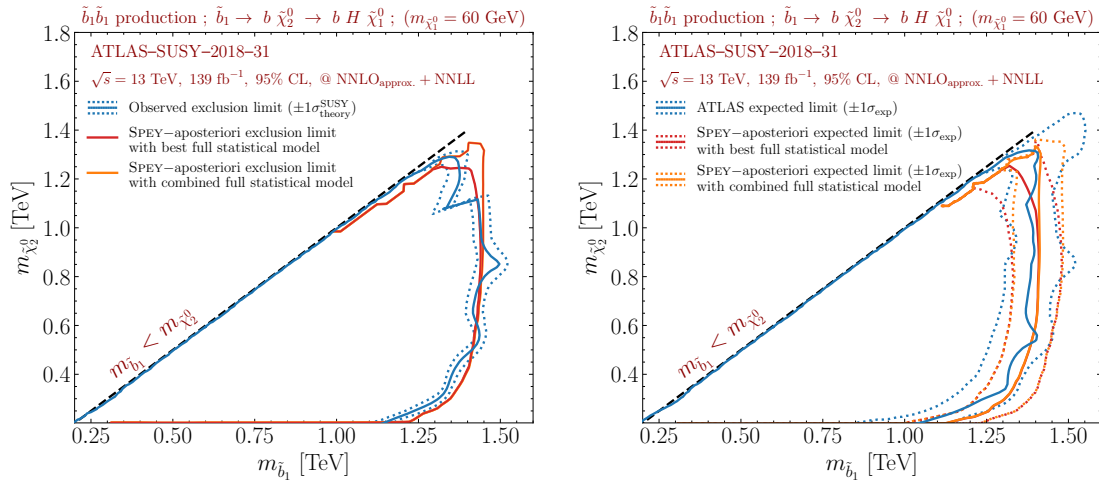 b̃₁b̃₁ production ; b̃₁ → b χ̃₂⁰ → b H χ̃₁⁰ ; (m_χ̃₁⁰ = 60 GeV)
ATLAS–SUSY–2018–31
√s = 13 TeV, 139 fb⁻¹, 95% CL, @ NNLO_approx. + NNLL
Observed exclusion limit (±1σ_theory^SUSY)
SPEY–aposteriori exclusion limit
with best full statistical model
SPEY–aposteriori exclusion limit
with combined full statistical model
m_b̃₁ < m_χ̃₂⁰
m_χ̃₂⁰ [TeV]
1.8
1.6
1.4
1.2
1.0
0.8
0.6
0.4
0.25 0.50 0.75 1.00 1.25 1.50
m_b̃₁ [TeV]
b̃₁b̃₁ production ; b̃₁ → b χ̃₂⁰ → b H χ̃₁⁰ ; (m_χ̃₁⁰ = 60 GeV)
ATLAS–SUSY–2018–31
√s = 13 TeV, 139 fb⁻¹, 95% CL, @ NNLO_approx. + NNLL
ATLAS expected limit (±1σ_exp)
SPEY–aposteriori expected limit (±1σ_exp)
with best full statistical model
SPEY–aposteriori expected limit (±1σ_exp)
with combined full statistical model
m_b̃₁ < m_χ̃₂⁰
m_χ̃₂⁰ [TeV]
1.8
1.6
1.4
1.2
1.0
0.8
0.6
0.4
0.25 0.50 0.75 1.00 1.25 1.50
m_b̃₁ [TeV]